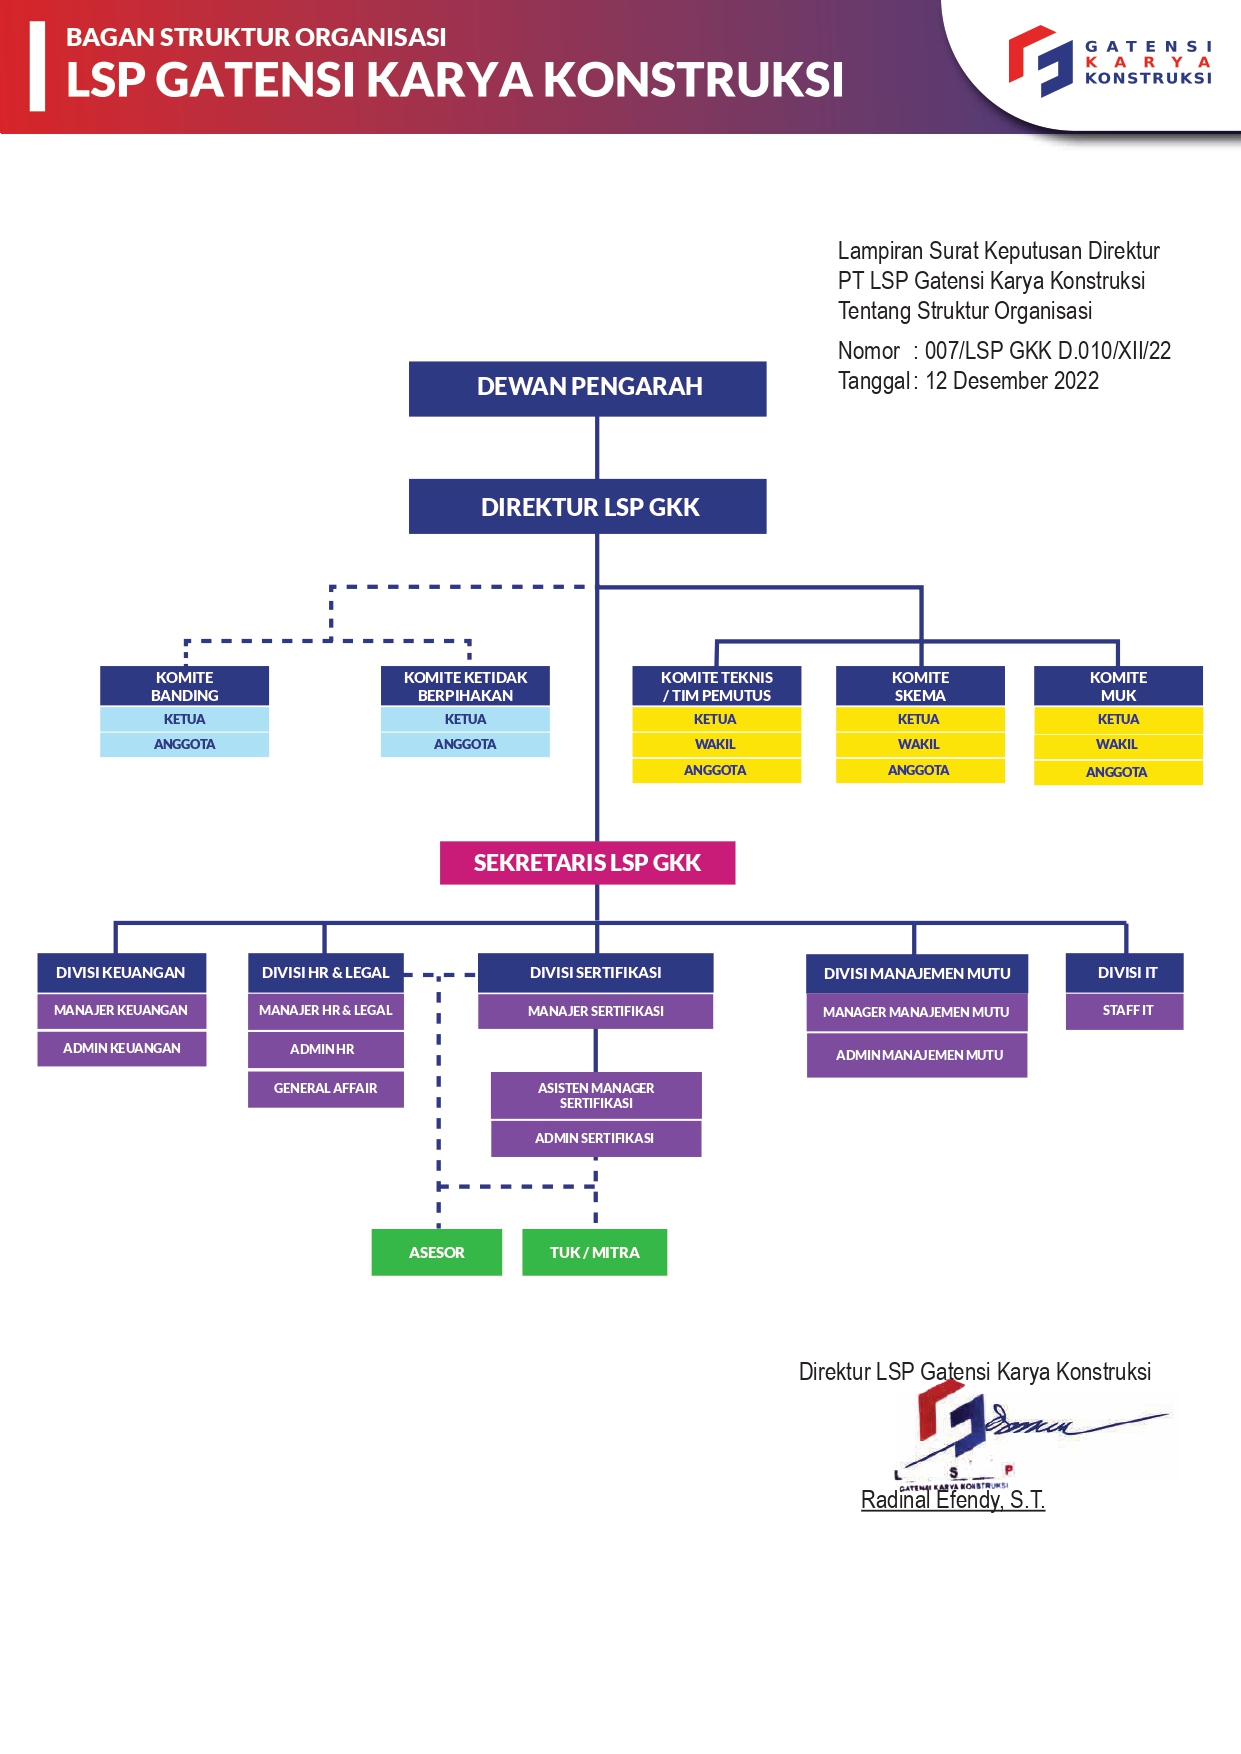 BAGAN STRUKTUR ORGANISASI
LSP GATENSI KARYA KONSTRUKSI
GATENSI
KARYA
KONSTRUKSI
Lampiran Surat Keputusan Direktur
PT LSP Gatensi Karya Konstruksi
Tentang Struktur Organisasi
Nomor : 007/LSP GKK D.010/XII/22
Tanggal : 12 Desember 2022
DEWAN PENGARAH
DIREKTUR LSP GKK
KOMITE
BANDING
KETUA
ANGGOTA
KOMITE KETIDAK
BERPIHAKAN
KETUA
ANGGOTA
KOMITE TEKNIS
/ TIM PEMUTUS
KETUA
WAKIL
ANGGOTA
KOMITE
SKEMA
KETUA
WAKIL
ANGGOTA
KOMITE
MUK
KETUA
WAKIL
ANGGOTA
SEKRETARIS LSP GKK
DIVISI KEUANGAN
MANAJER KEUANGAN
ADMIN KEUANGAN
DIVISI HR & LEGAL
MANAJER HR & LEGAL
ADMIN HR
GENERAL AFFAIR
DIVISI SERTIFIKASI
MANAJER SERTIFIKASI
ASISTEN MANAGER
SERTIFIKASI
ADMIN SERTIFIKASI
DIVISI MANAJEMEN MUTU
MANAGER MANAJEMEN MUTU
ADMIN MANAJEMEN MUTU
DIVISI IT
STAFF IT
ASESOR
TUK / MITRA
Direktur LSP Gatensi Karya Konstruksi
L S P
GATENSI KARYA KONSTRUKSI
Radinal Efendy, S.T.